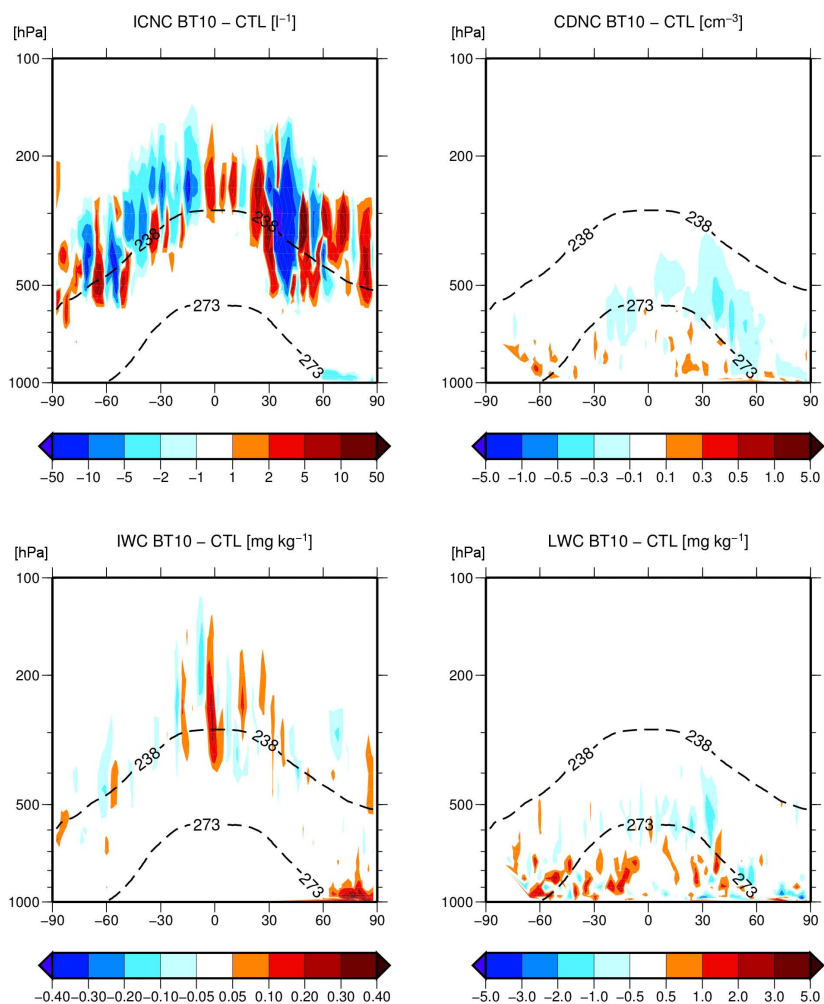 ICNC BT10 − CTL [l⁻¹]
[hPa]
100
200
500
1000
238
238
273
273
−90 −60 −30 0 30 60 90
−50 −10 −5 −2 −1 1 2 5 10 50
CDNC BT10 − CTL [cm⁻³]
[hPa]
100
200
500
1000
238
238
273
273
−90 −60 −30 0 30 60 90
−5.0 −1.0 −0.5 −0.3 −0.1 0.1 0.3 0.5 1.0 5.0
IWC BT10 − CTL [mg kg⁻¹]
[hPa]
100
200
500
1000
238
238
273
273
−90 −60 −30 0 30 60 90
−0.40 −0.30 −0.20 −0.10 −0.05 0.05 0.10 0.20 0.30 0.40
LWC BT10 − CTL [mg kg⁻¹]
[hPa]
100
200
500
1000
238
238
273
273
−90 −60 −30 0 30 60 90
−5.0 −3.0 −2.0 −1.0 −0.5 0.5 1.0 2.0 3.0 5.0